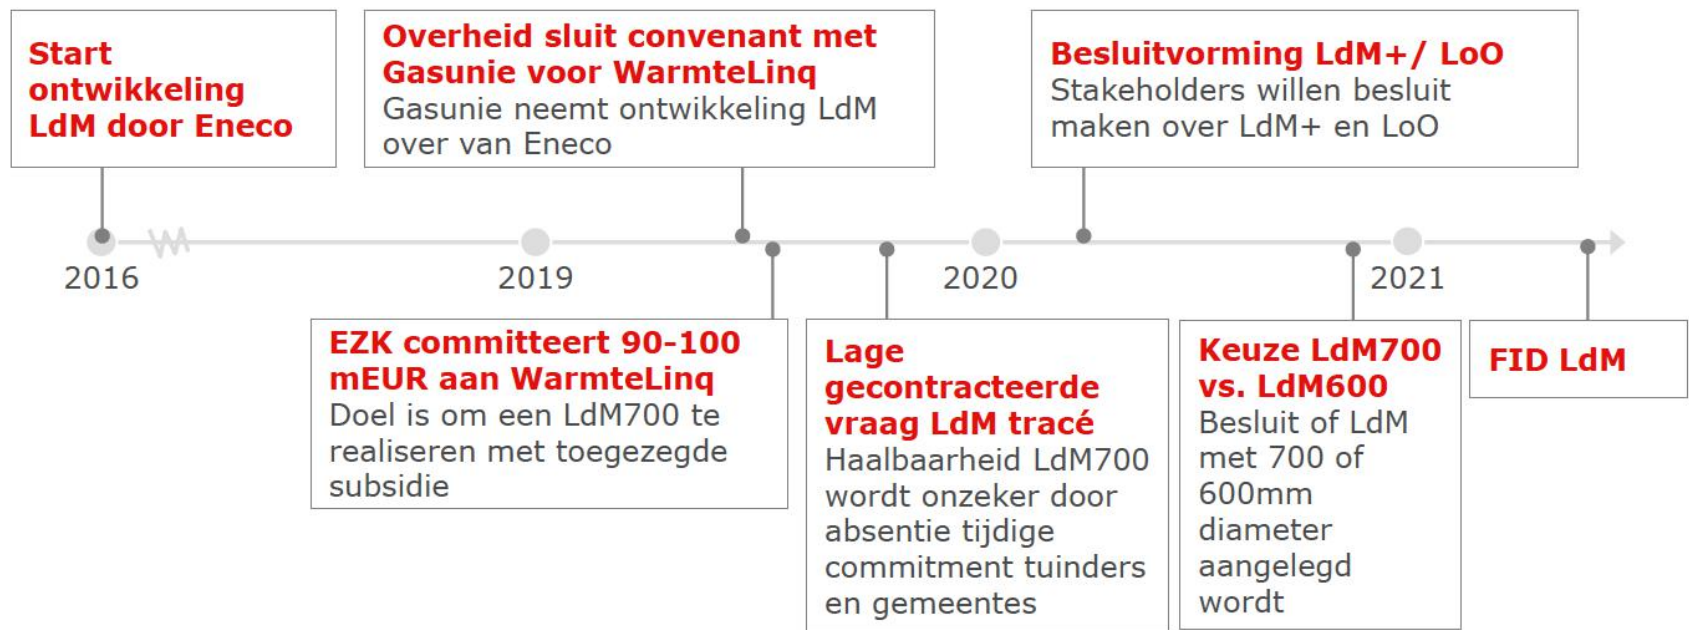 Start
ontwikkeling
LdM door Eneco
Overheid sluit convenant met
Gasunie voor WarmteLinq
Gasunie neemt ontwikkeling LdM
over van Eneco
Besluitvorming LdM+/ LoO
Stakeholders willen besluit
maken over LdM+ en LoO
2016
2019
2020
2021
EZK committeert 90-100
mEUR aan WarmteLinq
Doel is om een LdM700 te
realiseren met toegezegde
subsidie
Lage
gecontracteerde
vraag LdM tracé
Haalbaarheid LdM700
wordt onzeker door
absentie tijdige
commitment tuinders
en gemeentes
Keuze LdM700
vs. LdM600
Besluit of LdM
met 700 of
600mm
diameter
aangelegd
wordt
FID LdM